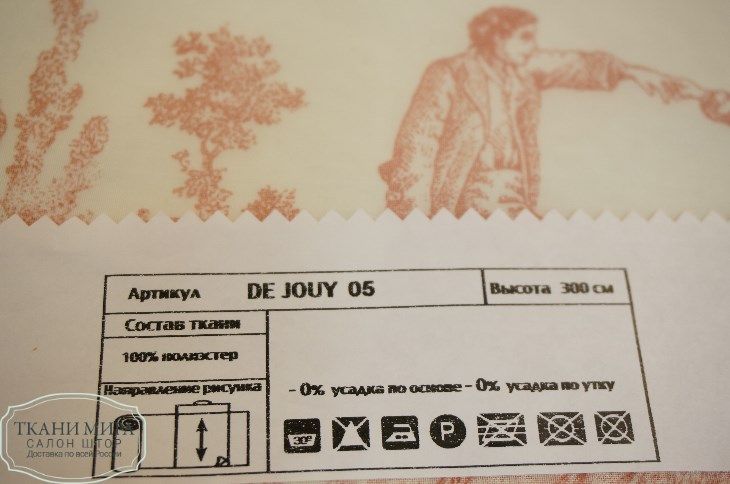 Артикул DE JOUY 05 Высота 300 см
Состав ткани
100% полиэстер
Направление рисунка
- 0% усадка по основе - 0% усадка по утку
30° P
ТКАНИ МИРА
САЛОН ШТОР
Доставка по всей России